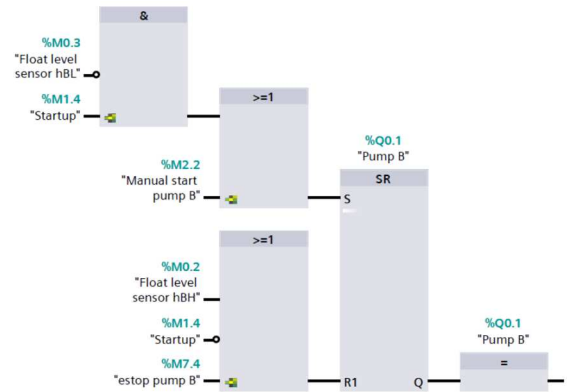 &
%M0.3
"Float level
sensor hBL"
%M1.4
"Startup"
>=1
%M2.2
"Manual start
pump B"
%Q0.1
"Pump B"
SR
S
>=1
%M0.2
"Float level
sensor hBH"
%M1.4
"Startup"
%M7.4
"estop pump B"
R1
Q
%Q0.1
"Pump B"
=